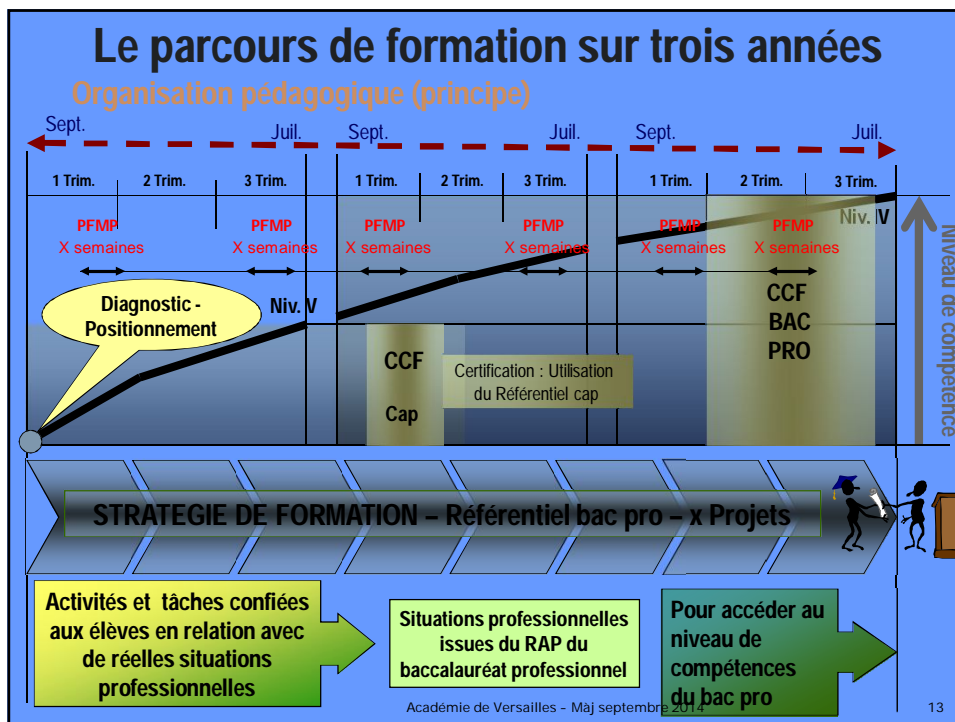 Le parcours de formation sur trois années
Organisation pédagogique (principe)
Sept. Juil. Sept. Juil. Sept. Juil.
1 Trim. 2 Trim. 3 Trim. 1 Trim. 2 Trim. 3 Trim. 1 Trim. 2 Trim. 3 Trim.
PFMP PFMP PFMP PFMP PFMP PFMP
X semaines X semaines X semaines X semaines X semaines X semaines
Niv. IV
Niveau de compétence
Diagnostic -
Positionnement
Niv. V
CCF
Cap
Certification : Utilisation
du Référentiel cap
CCF
BAC
PRO
STRATEGIE DE FORMATION – Référentiel bac pro – x Projets
Activités et tâches confiées
aux élèves en relation avec
de réelles situations
professionnelles
Situations professionnelles
issues du RAP du
baccalauréat professionnel
Pour accéder au
niveau de
compétences
du bac pro
Académie de Versailles – Màj septembre 2014
13